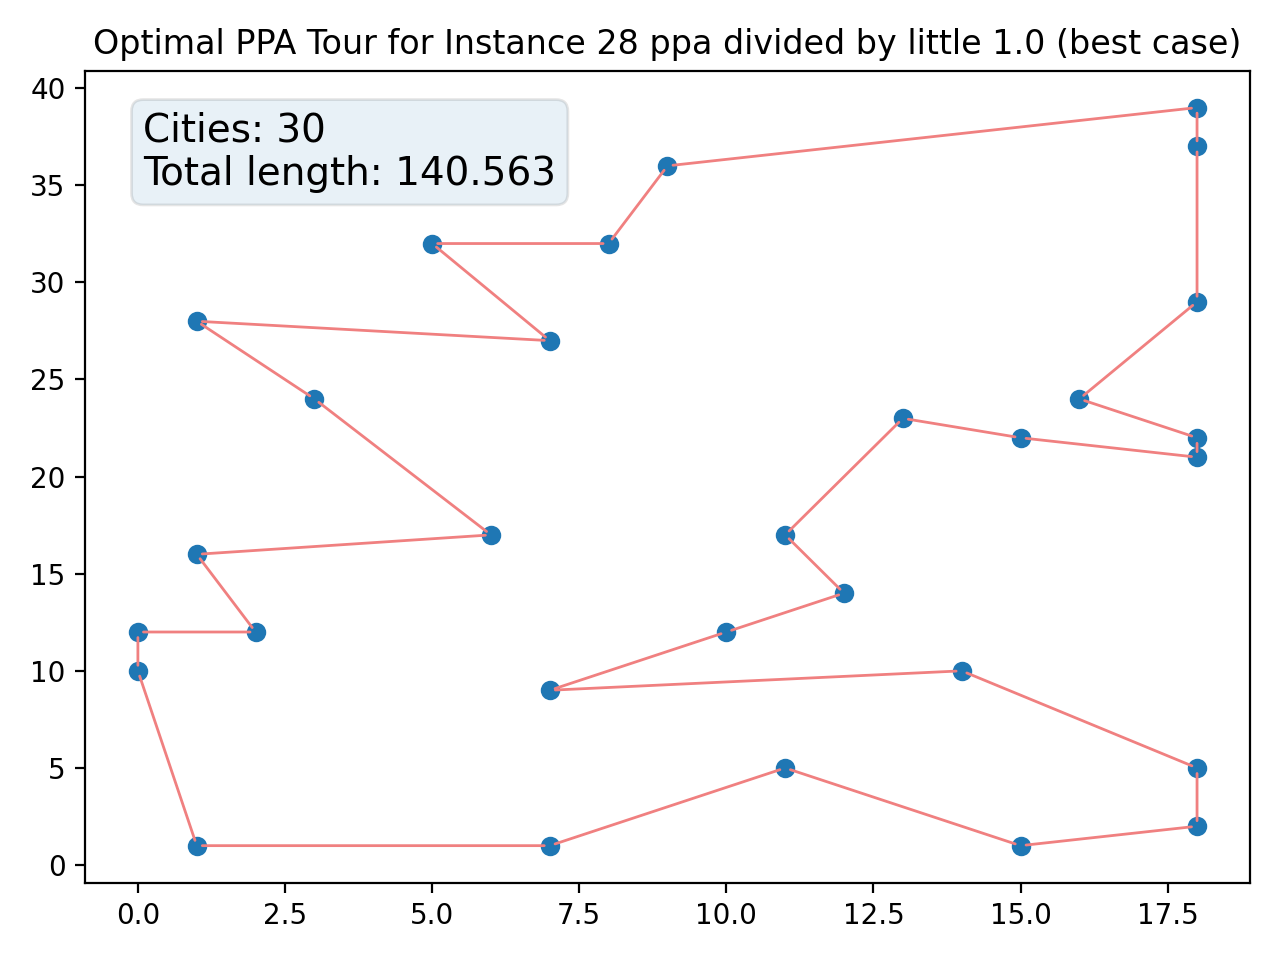 Optimal PPA Tour for Instance 28 ppa divided by little 1.0 (best case)
Cities: 30
Total length: 140.563
40
35
30
25
20
15
10
5
0
0.0 2.5 5.0 7.5 10.0 12.5 15.0 17.5